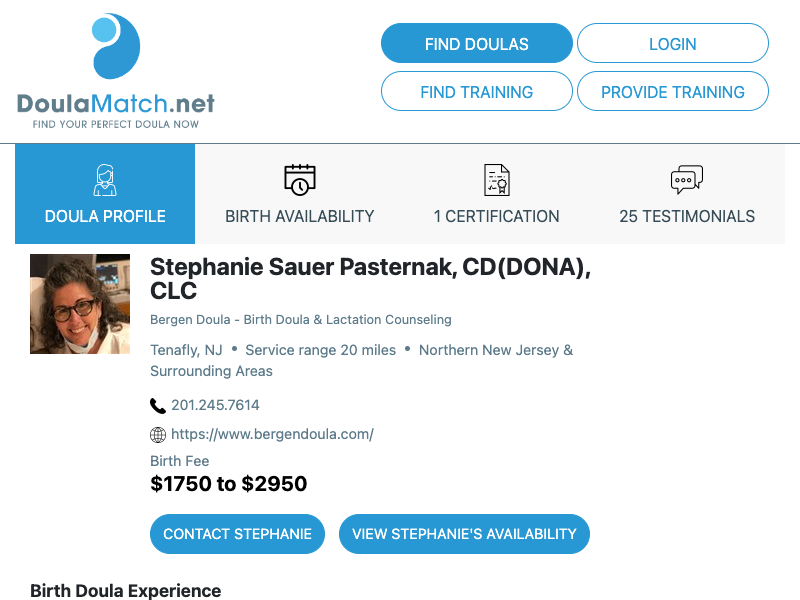 DoulaMatch.net
FIND YOUR PERFECT DOULA NOW
FIND DOULAS
LOGIN
FIND TRAINING
PROVIDE TRAINING
DOULA PROFILE
BIRTH AVAILABILITY
1 CERTIFICATION
25 TESTIMONIALS
Stephanie Sauer Pasternak, CD(DONA),
CLC
Bergen Doula - Birth Doula & Lactation Counseling
Tenafly, NJ • Service range 20 miles • Northern New Jersey &
Surrounding Areas
201.245.7614
https://www.bergendoula.com/
Birth Fee
$1750 to $2950
CONTACT STEPHANIE
VIEW STEPHANIE'S AVAILABILITY
Birth Doula Experience